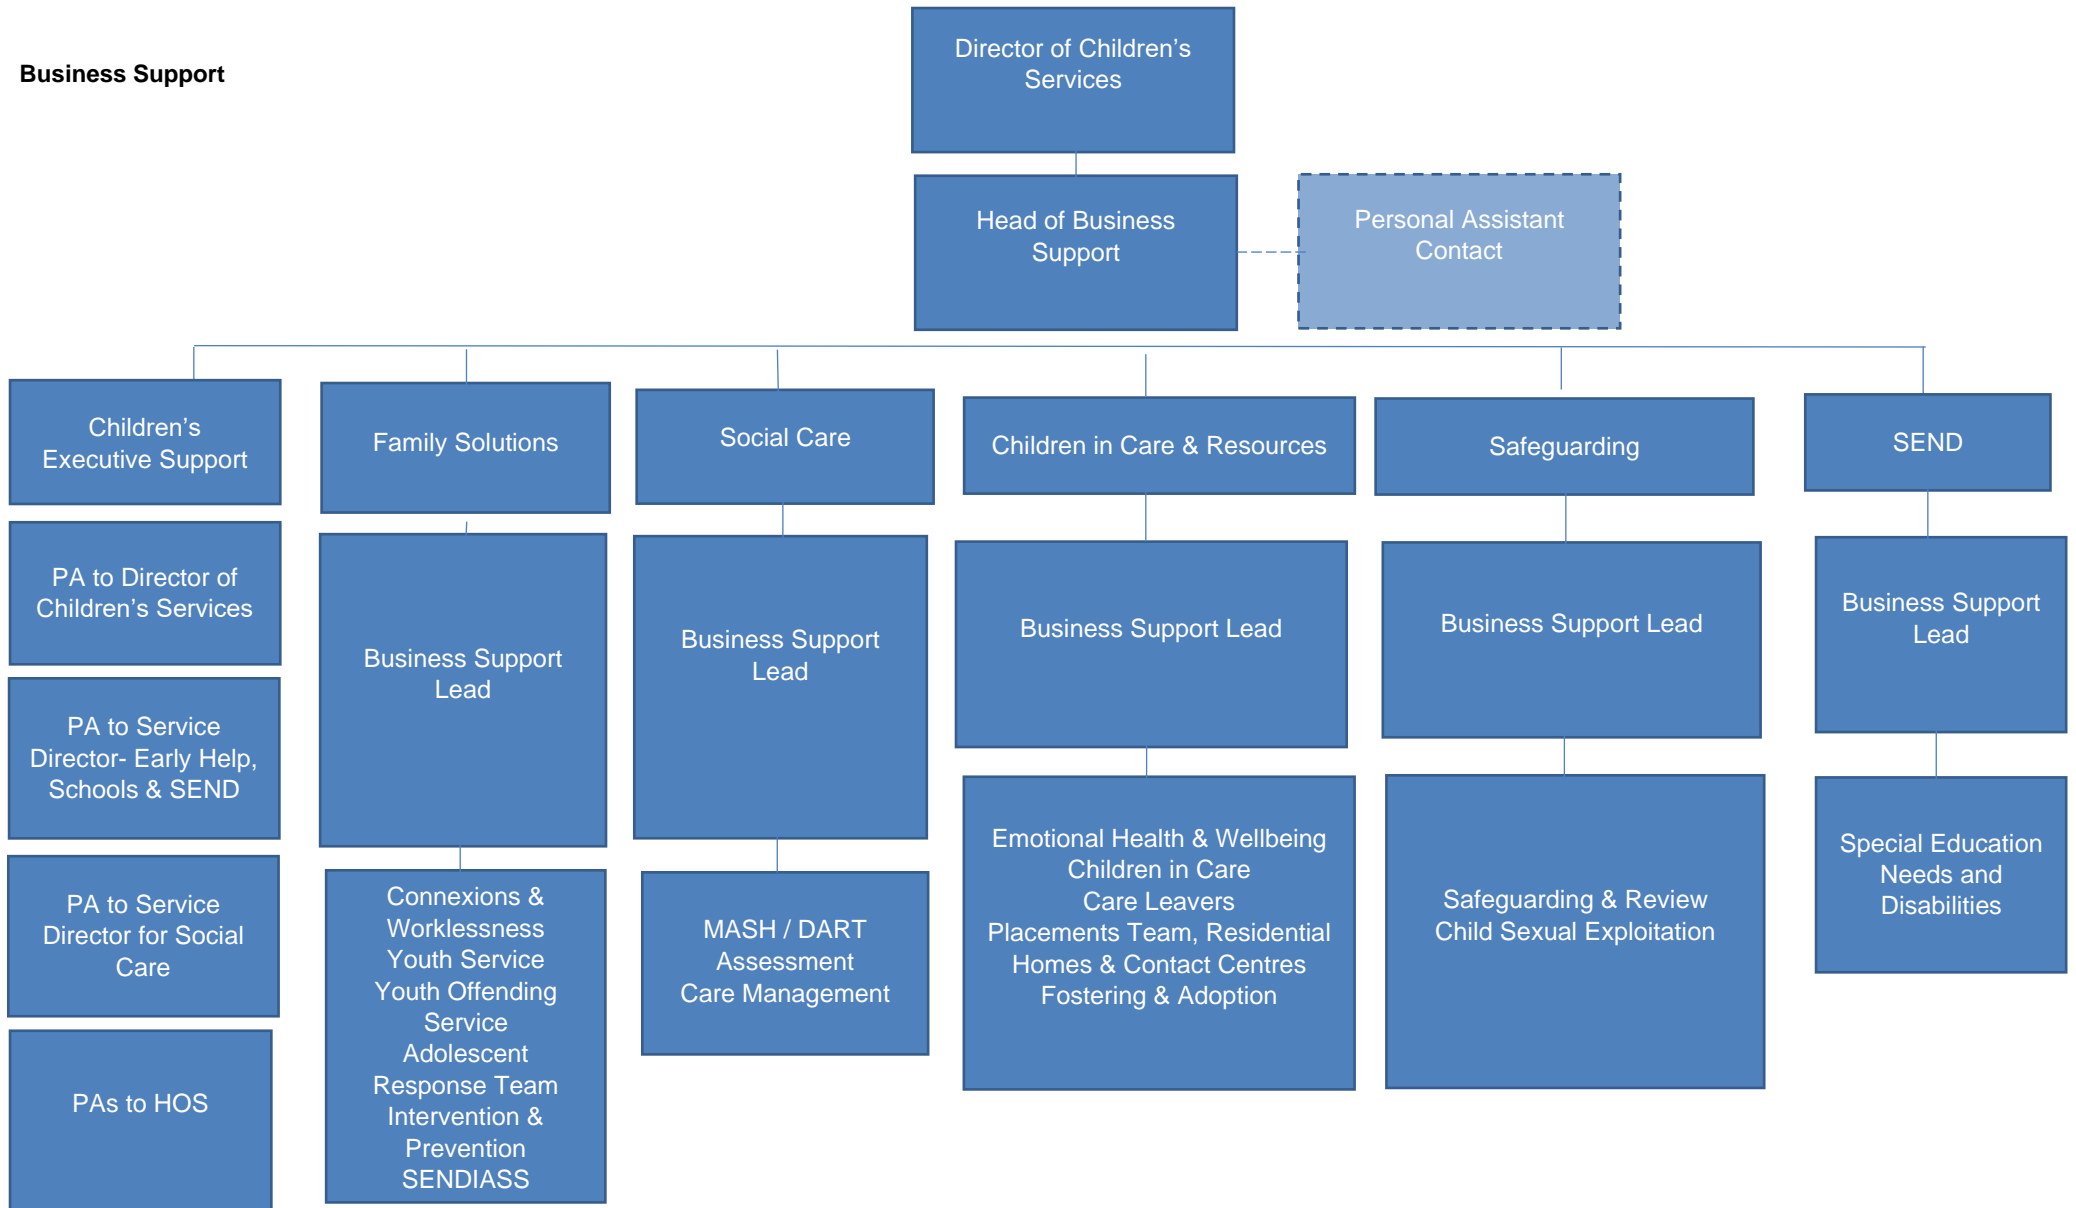 Business Support
Director of Children’s
Services
Head of Business
Support
Personal Assistant
Contact
Children’s
Executive Support
PA to Director of
Children’s Services
PA to Service
Director- Early Help,
Schools & SEND
PA to Service
Director for Social
Care
PAs to HOS
Family Solutions
Business Support
Lead
Connexions &
Worklessness
Youth Service
Youth Offending
Service
Adolescent
Response Team
Intervention &
Prevention
SENDIASS
Social Care
Business Support
Lead
MASH / DART
Assessment
Care Management
Children in Care & Resources
Business Support Lead
Emotional Health & Wellbeing
Children in Care
Care Leavers
Placements Team, Residential
Homes & Contact Centres
Fostering & Adoption
Safeguarding
Business Support Lead
Safeguarding & Review
Child Sexual Exploitation
SEND
Business Support
Lead
Special Education
Needs and
Disabilities